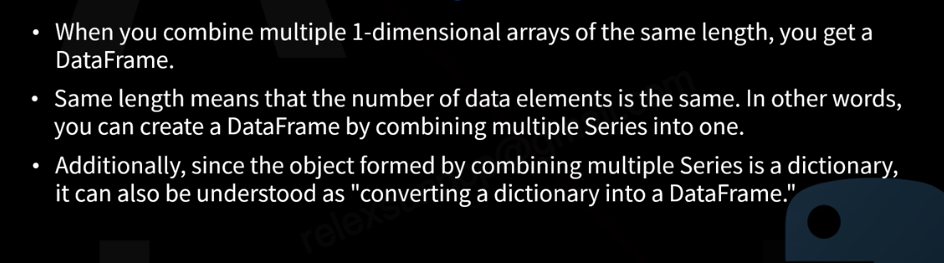 • When you combine multiple 1-dimensional arrays of the same length, you get a
DataFrame.
• Same length means that the number of data elements is the same. In other words,
you can create a DataFrame by combining multiple Series into one.
• Additionally, since the object formed by combining multiple Series is a dictionary,
it can also be understood as "converting a dictionary into a DataFrame."